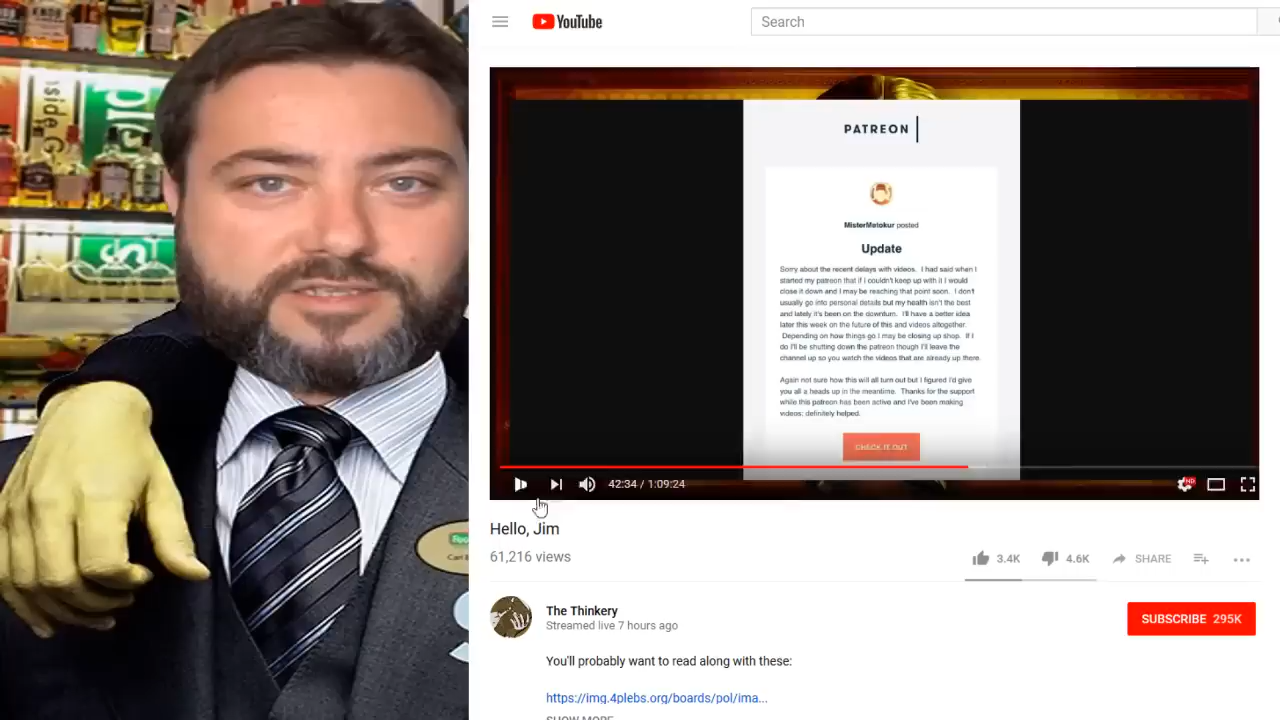 YouTube
Search
PATREON
MisterMetokur posted
Update
Sorry about the recent delays with videos. I had said when I
started my patreon that if I couldn't keep up with it I would
close it down and I may be reaching that point soon. I don't
usually go into personal details but my health isn't the best
and lately it's been on the downturn. I'll have a better idea
later this week on the future of this and videos altogether.
Depending on how things go I may be closing up shop. If I
do I'll be shutting down the patreon though I'll leave the
channel up so you watch the videos that are already up there.
Again not sure how this will all turn out but I figured I'd give
you all a heads up in the meantime. Thanks for the support
while this patreon has been active and I've been making
videos; definitely helped.
CHECK IT OUT
42:34 / 1:09:24
HD
Hello, Jim
61,216 views
3.4K
4.6K
SHARE
The Thinkery
Streamed live 7 hours ago
SUBSCRIBE 295K
You'll probably want to read along with these:
https://img.4plebs.org/boards/pol/ima...
SHOW MORE